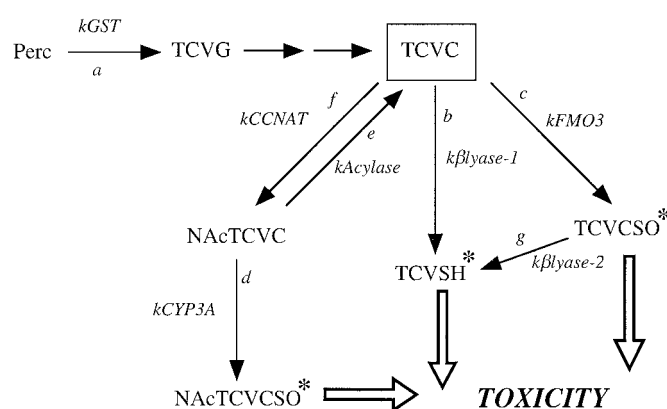 kGST
Perc TCVG TCVC
a
f b c
kCCNAT kFMO3
e
kβlyase-1
kAcylase
NAcTCVC TCVCSO*
g
d TCVSH* kβlyase-2
kCYP3A
NAcTCVCSO* TOXICITY